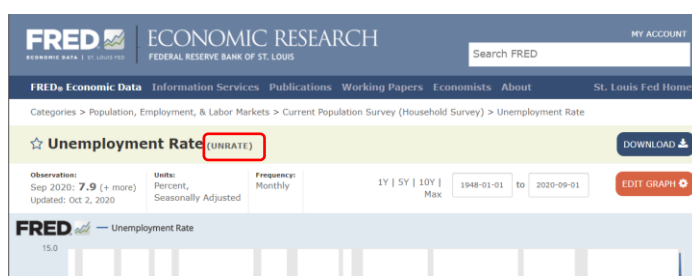 FRED
ECONOMIC DATA | ST. LOUIS FED
ECONOMIC RESEARCH
FEDERAL RESERVE BANK OF ST. LOUIS
MY ACCOUNT
Search FRED
FRED® Economic Data Information Services Publications Working Papers Economists About St. Louis Fed Home
Categories > Population, Employment, & Labor Markets > Current Population Survey (Household Survey) > Unemployment Rate
☆ Unemployment Rate (UNRATE)
DOWNLOAD
Observation:
Sep 2020: 7.9 (+ more)
Updated: Oct 2, 2020
Units:
Percent,
Seasonally Adjusted
Frequency:
Monthly
1Y | 5Y | 10Y |
Max
1948-01-01 to 2020-09-01
EDIT GRAPH
FRED — Unemployment Rate
15.0